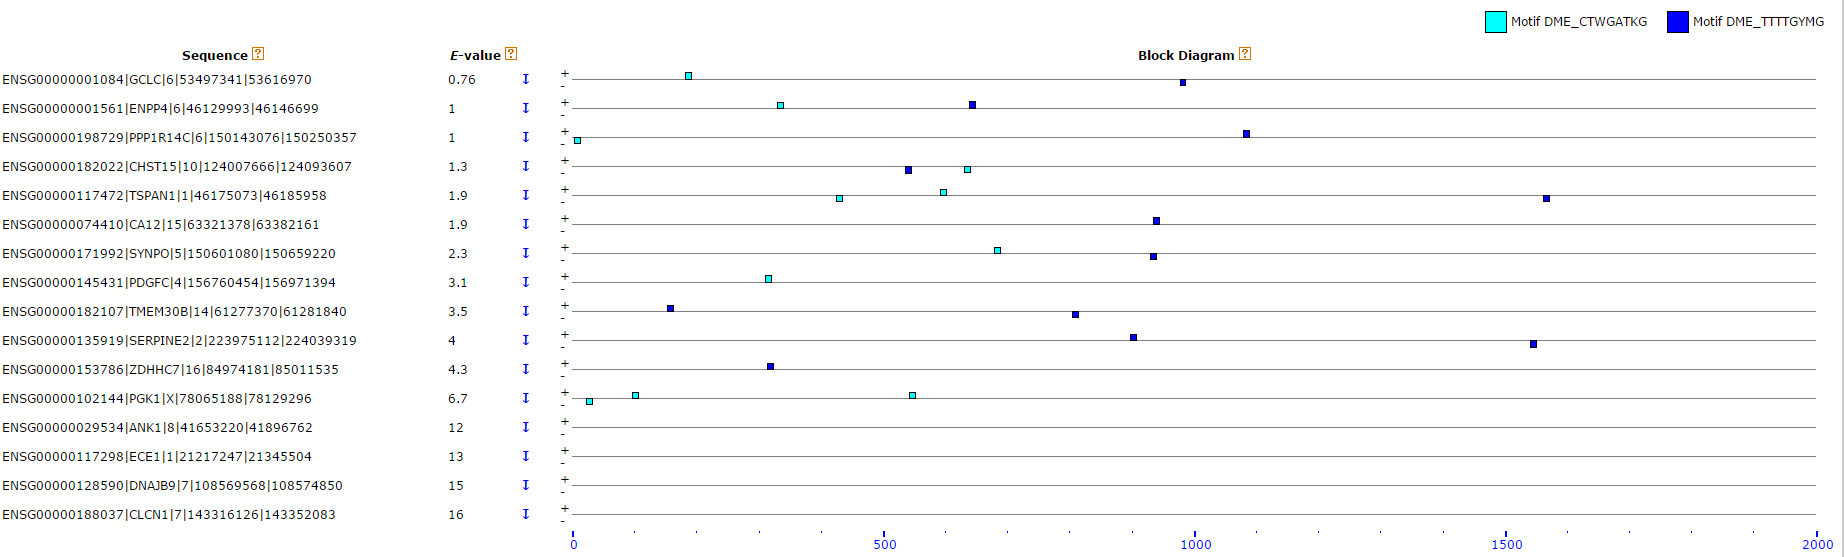 Motif DME_CTWGATKG Motif DME_TTTTGYMG
Sequence ? E-value ? Block Diagram ?
ENSG00000001084|GCLC|6|53497341|53616970 0.76 ↧ + -
ENSG00000001561|ENPP4|6|46129993|46146699 1 ↧ + -
ENSG00000198729|PPP1R14C|6|150143076|150250357 1 ↧ + -
ENSG00000182022|CHST15|10|124007666|124093607 1.3 ↧ + -
ENSG00000117472|TSPAN1|1|46175073|46185958 1.9 ↧ + -
ENSG00000074410|CA12|15|63321378|63382161 1.9 ↧ + -
ENSG00000171992|SYNPO|5|150601080|150659220 2.3 ↧ + -
ENSG00000145431|PDGFC|4|156760454|156971394 3.1 ↧ + -
ENSG00000182107|TMEM30B|14|61277370|61281840 3.5 ↧ + -
ENSG00000135919|SERPINE2|2|223975112|224039319 4 ↧ + -
ENSG00000153786|ZDHHC7|16|84974181|85011535 4.3 ↧ + -
ENSG00000102144|PGK1|X|78065188|78129296 6.7 ↧ + -
ENSG00000029534|ANK1|8|41653220|41896762 12 ↧ + -
ENSG00000117298|ECE1|1|21217247|21345504 13 ↧ + -
ENSG00000128590|DNAJB9|7|108569568|108574850 15 ↧ + -
ENSG00000188037|CLCN1|7|143316126|143352083 16 ↧ + -
0 500 1000 1500 2000